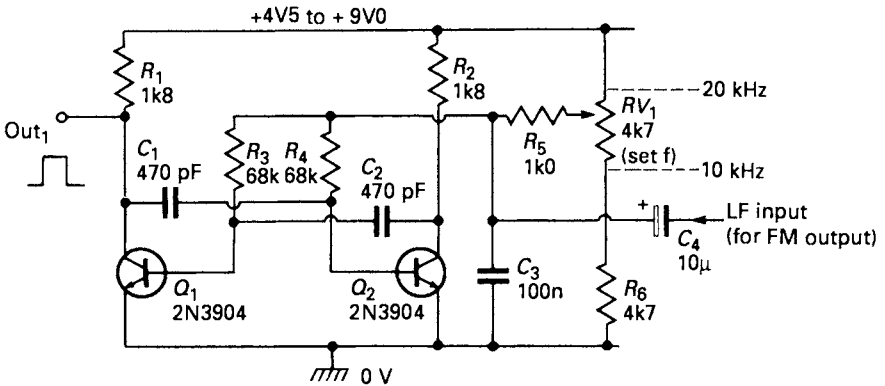 +4V5 to + 9V0
R1
1k8
R2
1k8
20 kHz
RV1
4k7
(set f)
10 kHz
Out1
C1
470 pF
R3
68k
R4
68k
C2
470 pF
R5
1k0
+
LF input
(for FM output)
C4
10μ
Q1
2N3904
Q2
2N3904
C3
100n
R6
4k7
0 V